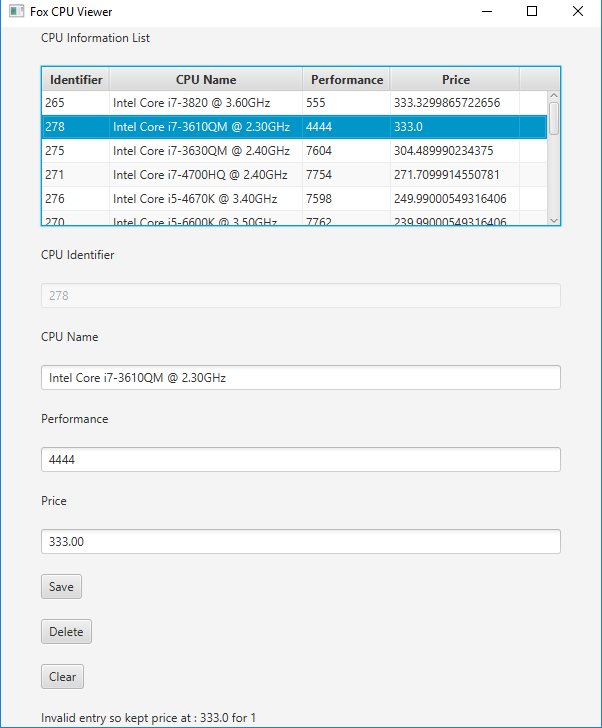 Fox CPU Viewer
CPU Information List
Identifier CPU Name Performance Price
265 Intel Core i7-3820 @ 3.60GHz 555 333.3299865722656
278 Intel Core i7-3610QM @ 2.30GHz 4444 333.0
275 Intel Core i7-3630QM @ 2.40GHz 7604 304.489990234375
271 Intel Core i7-4700HQ @ 2.40GHz 7754 271.7099914550781
276 Intel Core i5-4670K @ 3.40GHz 7598 249.99000549316406
270 Intel Core i5-6600K @ 3.50GHz 7762 239.99000549316406
CPU Identifier
278
CPU Name
Intel Core i7-3610QM @ 2.30GHz
Performance
4444
Price
333.00
Save
Delete
Clear
Invalid entry so kept price at : 333.0 for 1